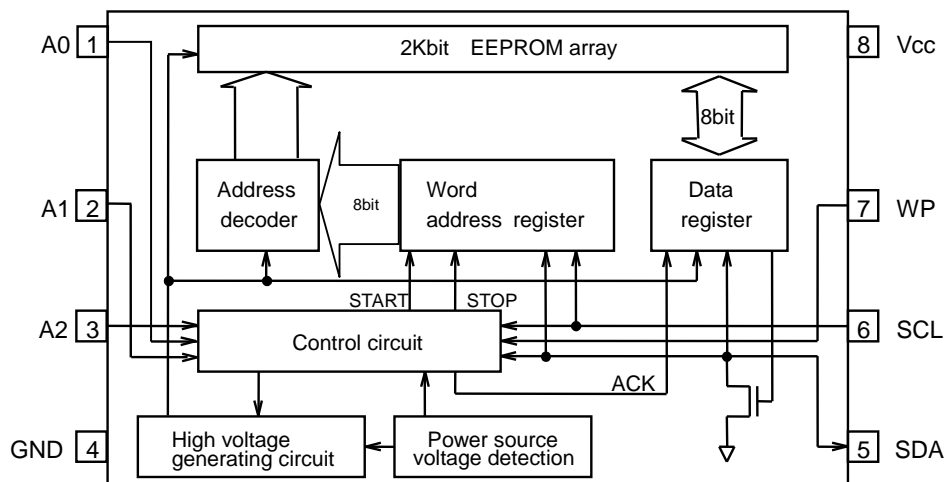 2Kbit EEPROM array
A0 1
8 Vcc
8bit
Address
decoder
8bit
Word
address register
Data
register
A1 2
7 WP
START
STOP
A2 3
Control circuit
6 SCL
ACK
GND 4
High voltage
generating circuit
Power source
voltage detection
5 SDA